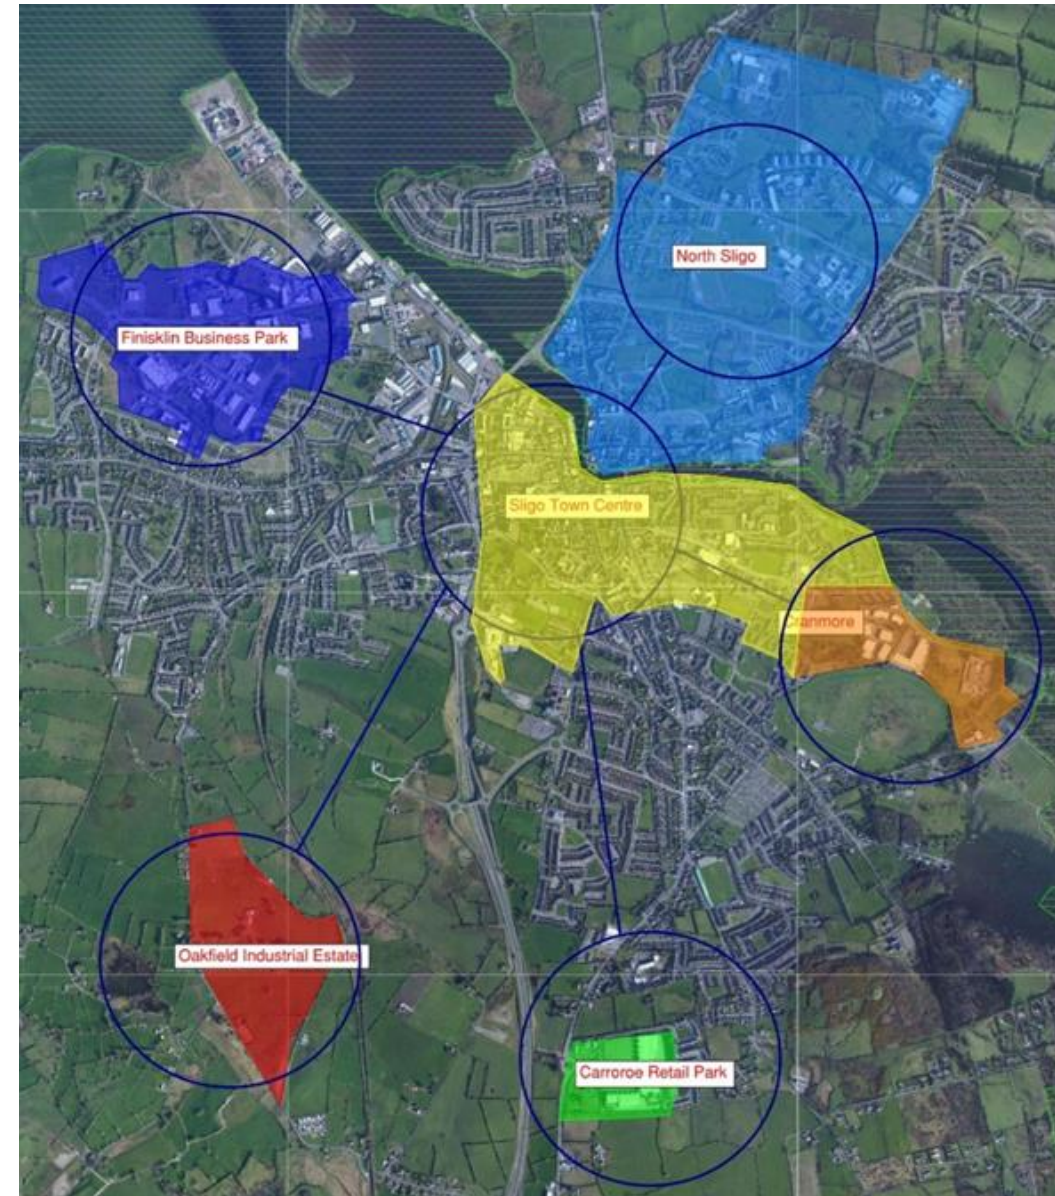 North Sligo
Finisklin Business Park
Sligo Town Centre
Cranmore
Oakfield Industrial Estate
Carroroe Retail Park